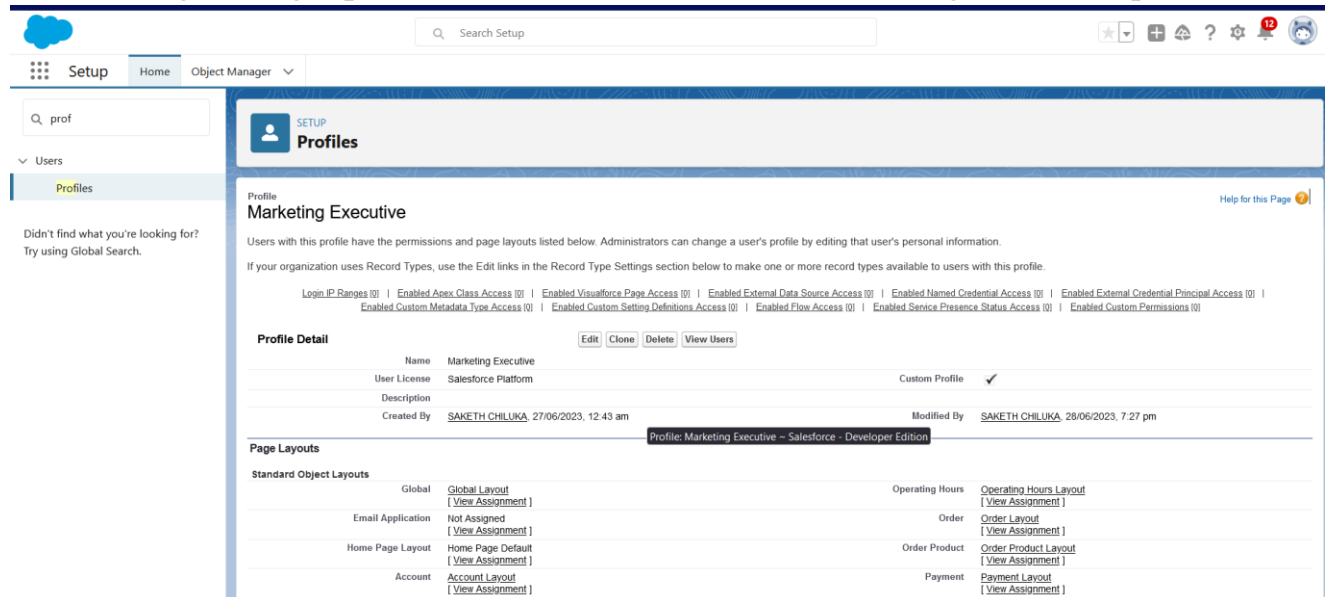 Search Setup
12
Setup
Home
Object Manager
prof
Users
Profiles
Didn't find what you're looking for?
Try using Global Search.
SETUP
Profiles
Profile
Marketing Executive
Help for this Page
Users with this profile have the permissions and page layouts listed below. Administrators can change a user's profile by editing that user's personal information.
If your organization uses Record Types, use the Edit links in the Record Type Settings section below to make one or more record types available to users with this profile.
Login IP Ranges [0] | Enabled Apex Class Access [0] | Enabled Visualforce Page Access [0] | Enabled External Data Source Access [0] | Enabled Named Credential Access [0] | Enabled External Credential Principal Access [0] |
Enabled Custom Metadata Type Access [0] | Enabled Custom Setting Definitions Access [0] | Enabled Flow Access [0] | Enabled Service Presence Status Access [0] | Enabled Custom Permissions [0]
Profile Detail Edit Clone Delete View Users
Name Marketing Executive
User License Salesforce Platform Custom Profile ✓
Description
Created By SAKETH CHILUKA, 27/06/2023, 12:43 am Modified By SAKETH CHILUKA, 28/06/2023, 7:27 pm
Profile: Marketing Executive ~ Salesforce - Developer Edition
Page Layouts
Standard Object Layouts
Global Global Layout Operating Hours Operating Hours Layout
[ View Assignment ] [ View Assignment ]
Email Application Not Assigned Order Order Layout
[ View Assignment ] [ View Assignment ]
Home Page Layout Home Page Default Order Product Order Product Layout
[ View Assignment ] [ View Assignment ]
Account Account Layout Payment Payment Layout
[ View Assignment ] [ View Assignment ]